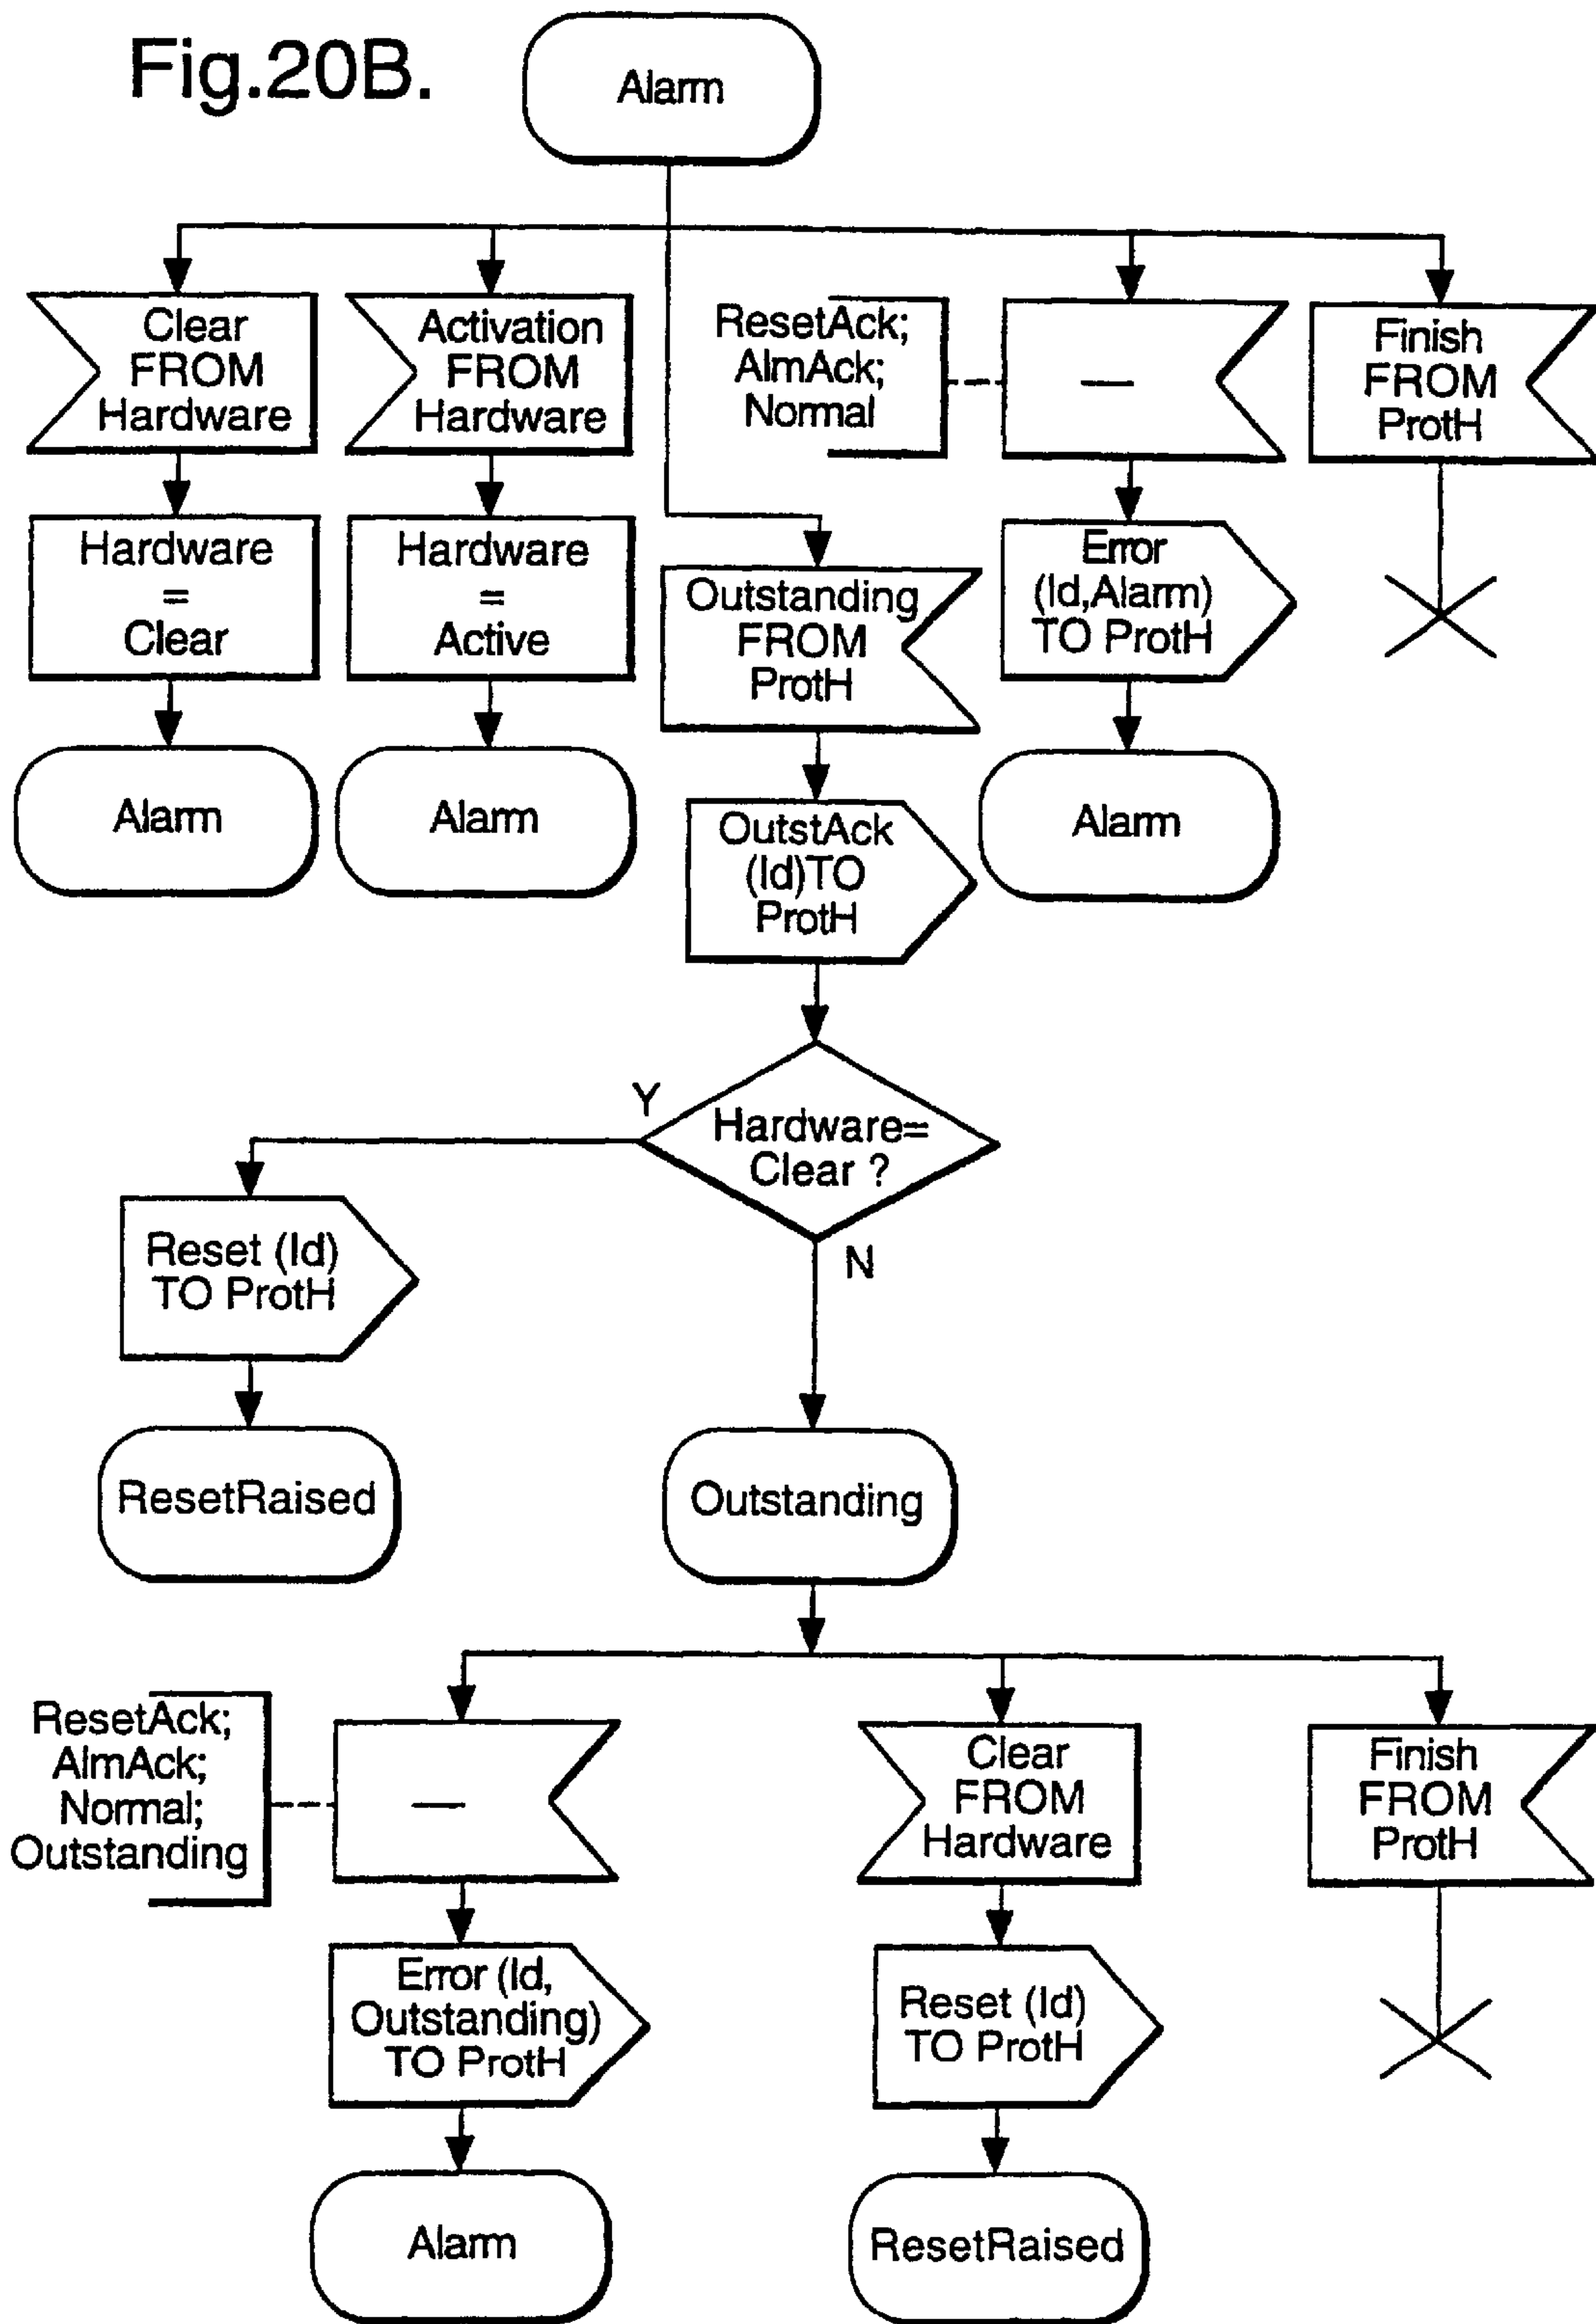 Fig.20B.
Alarm
Clear
FROM
Hardware
Activation
FROM
Hardware
ResetAck;
AlmAck;
Normal
—
Finish
FROM
ProtH
Hardware
=
Clear
Hardware
=
Active
Outstanding
FROM
ProtH
Error
(Id,Alarm)
TO ProtH
Alarm
Alarm
OutstAck
(Id)TO
ProtH
Alarm
Y
Hardware=
Clear ?
N
Reset (Id)
TO ProtH
ResetRaised
Outstanding
ResetAck;
AlmAck;
Normal;
Outstanding
—
Clear
FROM
Hardware
Finish
FROM
ProtH
Error (Id,
Outstanding)
TO ProtH
Reset (Id)
TO ProtH
Alarm
ResetRaised